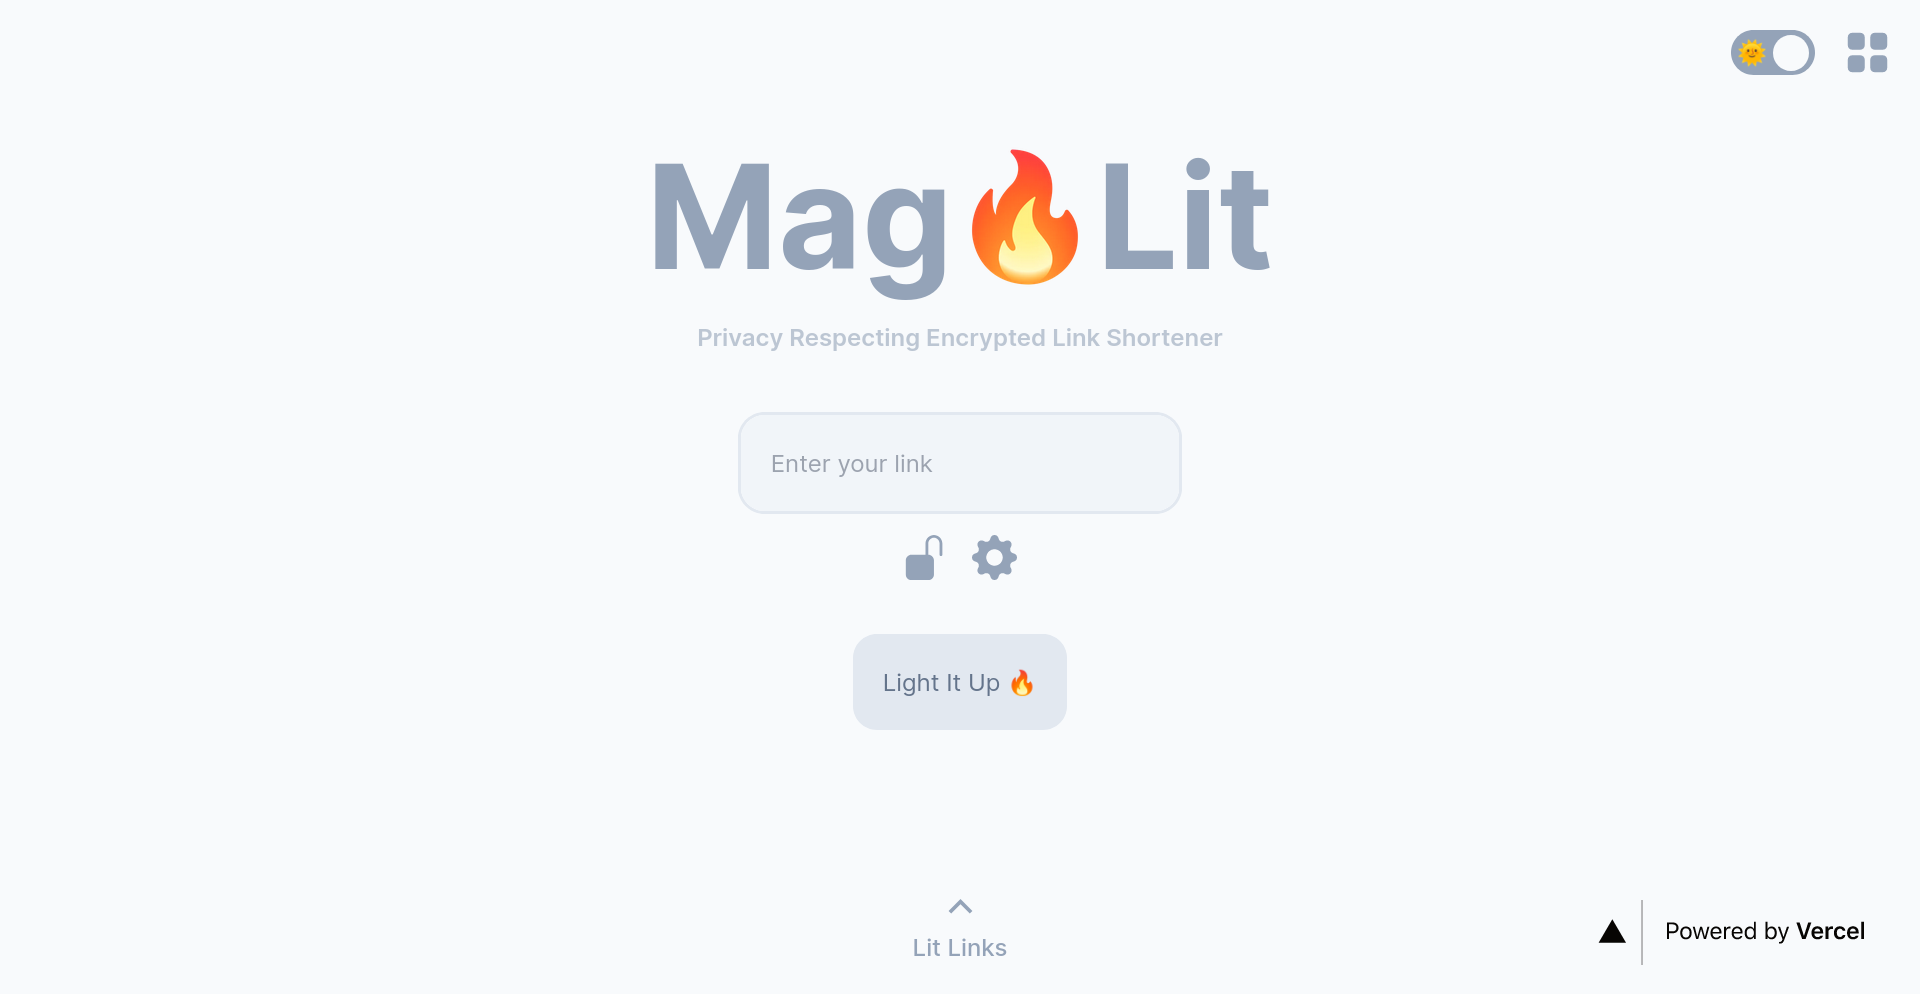 Mag🔥Lit
Privacy Respecting Encrypted Link Shortener
Enter your link
Light It Up 🔥
Lit Links
Powered by Vercel